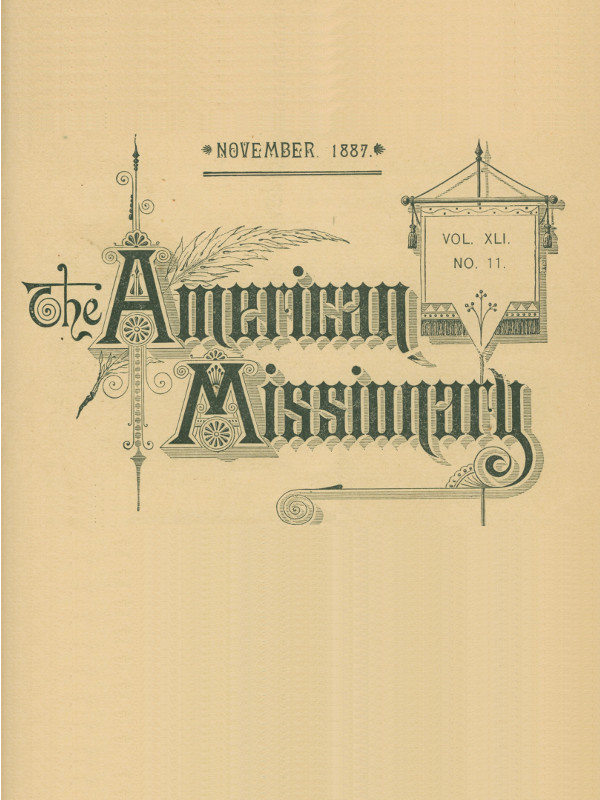 NOVEMBER. 1887.
VOL. XLI.
NO. 11.
The American
Missionary